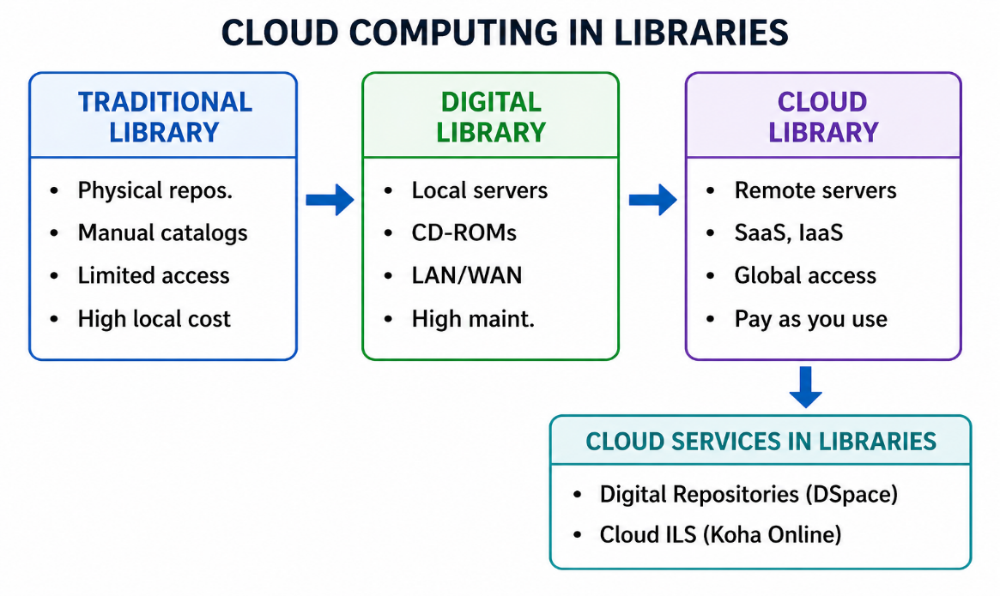 CLOUD COMPUTING IN LIBRARIES
TRADITIONAL
LIBRARY
• Physical repos.
• Manual catalogs
• Limited access
• High local cost
DIGITAL
LIBRARY
• Local servers
• CD-ROMs
• LAN/WAN
• High maint.
CLOUD
LIBRARY
• Remote servers
• SaaS, IaaS
• Global access
• Pay as you use
CLOUD SERVICES IN LIBRARIES
• Digital Repositories (DSpace)
• Cloud ILS (Koha Online)